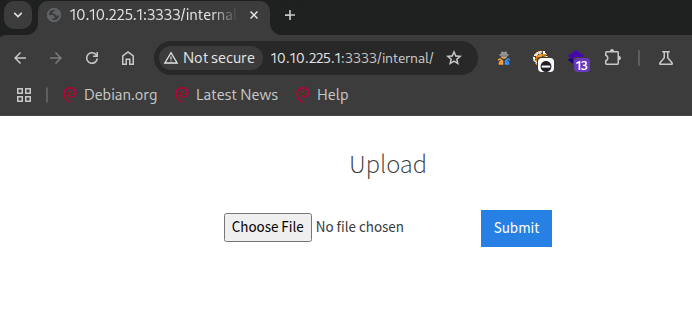 10.10.225.1:3333/interna
Not secure 10.10.225.1:3333/internal/
13
Debian.org Latest News Help
Upload
Choose File No file chosen Submit